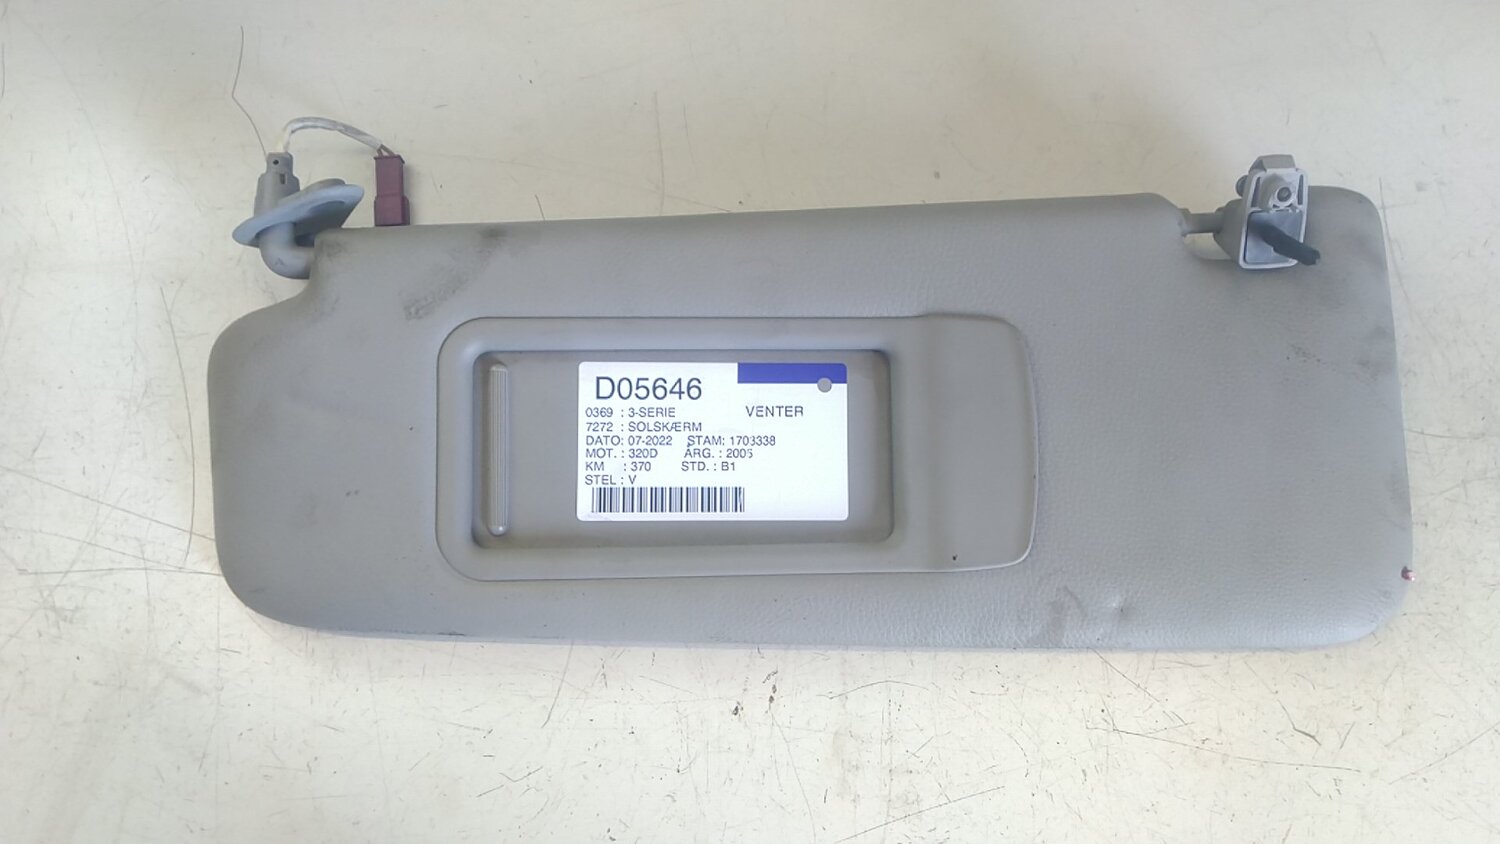 D05646
0369 : 3-SERIE VENTER
7272 : SOLSKÆRM
DATO: 07-2022 STAM: 1703338
MOT. : 320D ÅRG. : 2005
KM : 370 STD. : B1
STEL : V